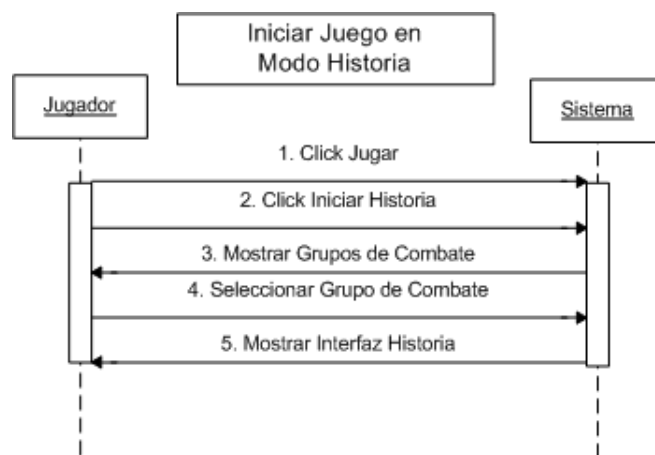 Iniciar Juego en
Modo Historia
Jugador
Sistema
1. Click Jugar
2. Click Iniciar Historia
3. Mostrar Grupos de Combate
4. Seleccionar Grupo de Combate
5. Mostrar Interfaz Historia